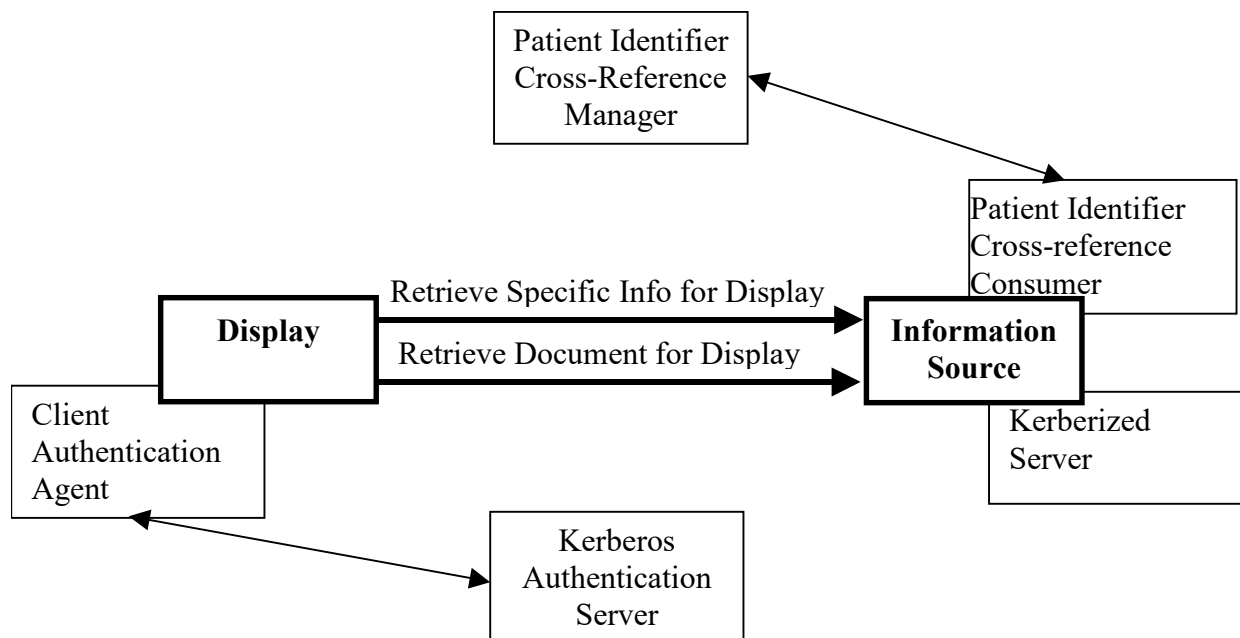 Patient Identifier
Cross-Reference
Manager
Patient Identifier
Cross-reference
Consumer
Retrieve Specific Info for Display
Display
Information
Source
Retrieve Document for Display
Client
Authentication
Agent
Kerberized
Server
Kerberos
Authentication
Server